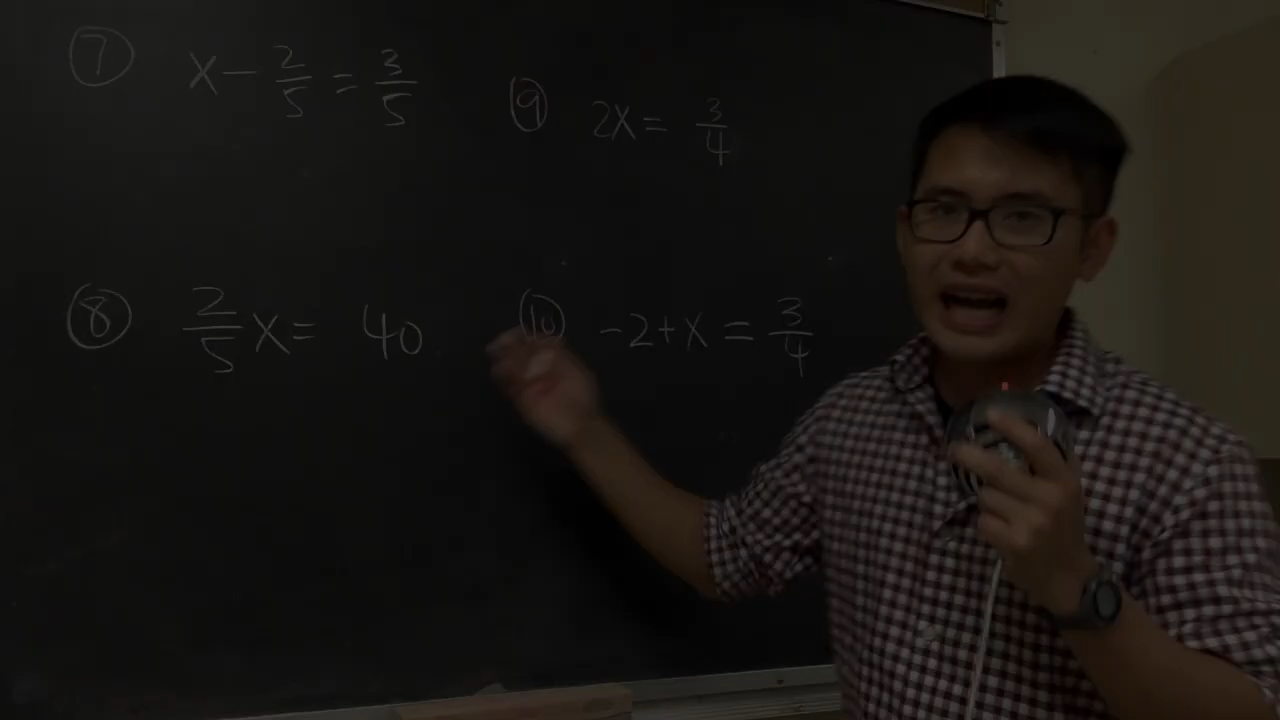 ⑦ x - 2/5 = 3/5
⑧ 2/5 x = 40
⑨ 2x = 3/4
⑩ -2 + x = 3/4